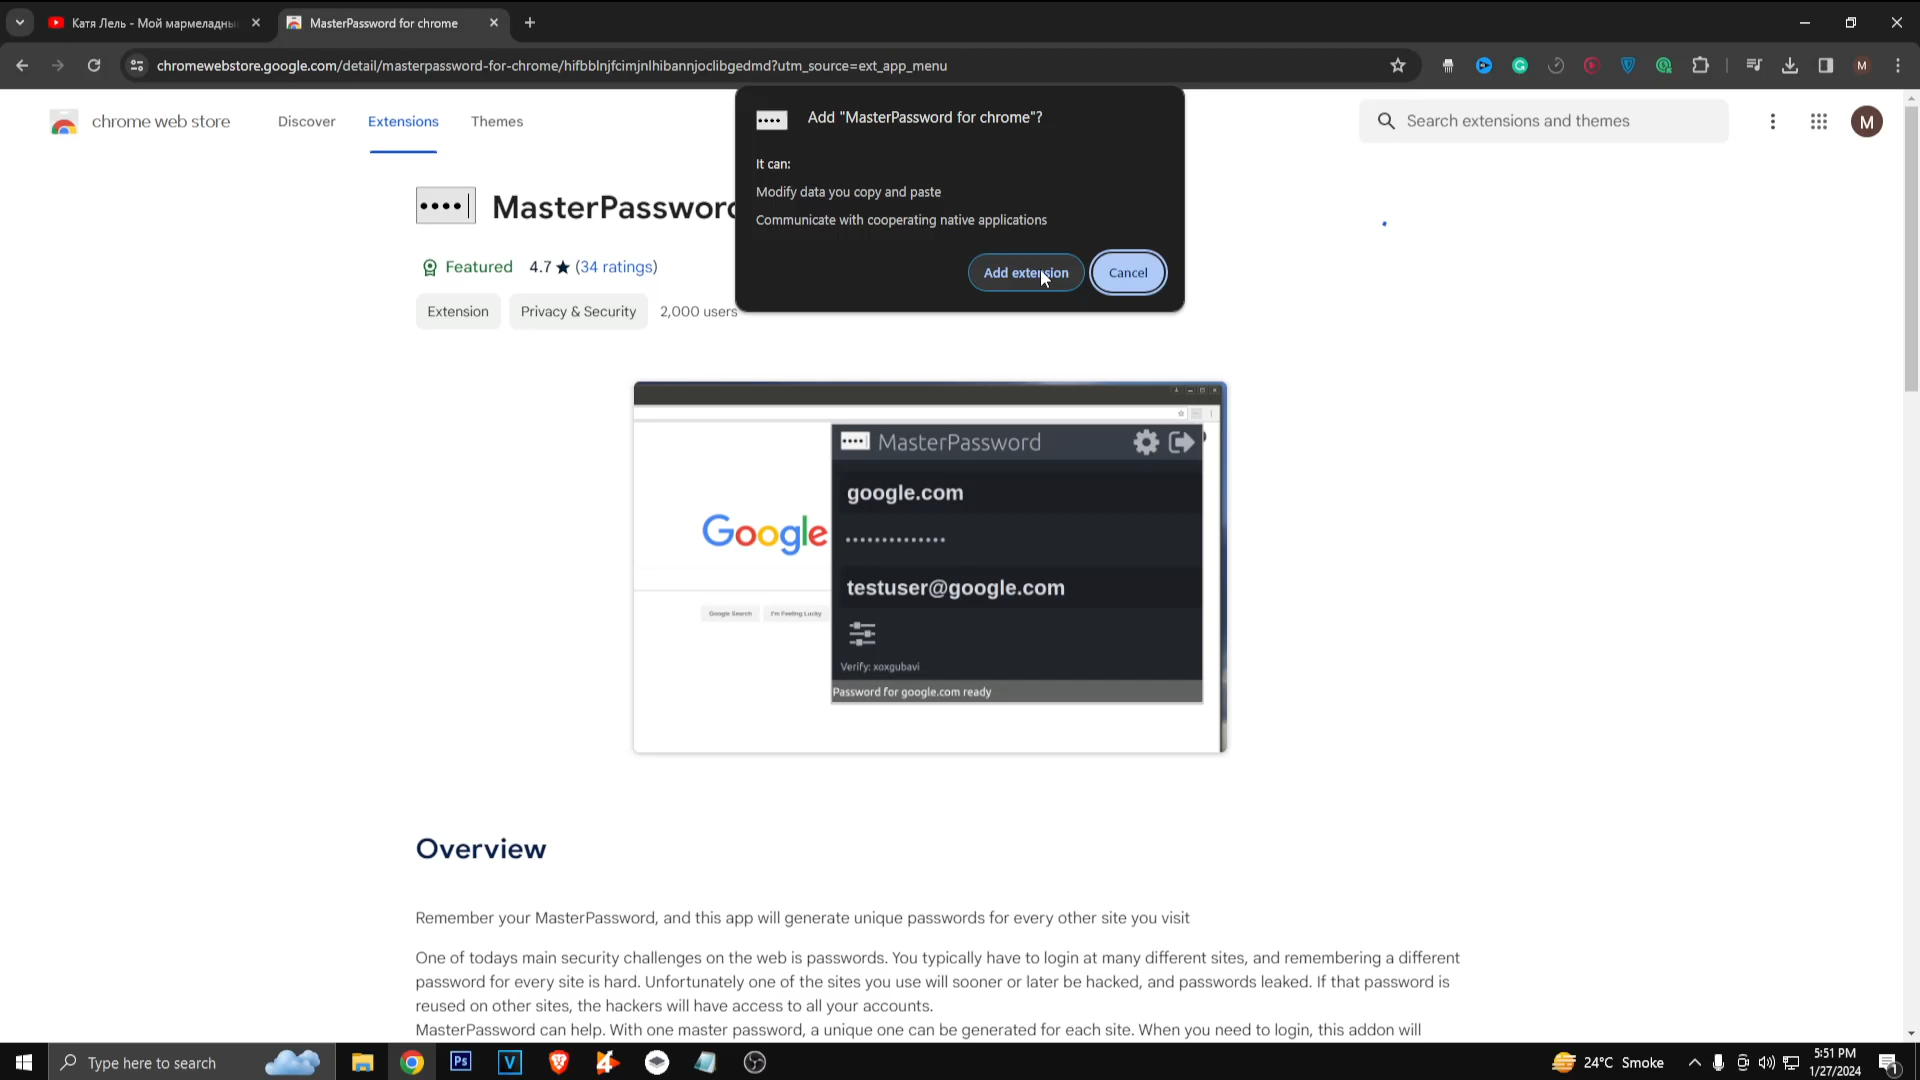 Катя Лель - Мой мармеладны
MasterPassword for chrome
chromewebstore.google.com/detail/masterpassword-for-chrome/hifbblnjfcimjnlhibannjoclibgedmd?utm_source=ext_app_menu
M
chrome web store
Discover
Extensions
Themes
Search extensions and themes
M
Add "MasterPassword for chrome"?
It can:
Modify data you copy and paste
Communicate with cooperating native applications
Add extension
Cancel
MasterPassword
Featured 4.7★ (34 ratings)
Extension
Privacy & Security
2,000 users
MasterPassword
google.com
Google
testuser@google.com
Google Search
I'm Feeling Lucky
Verify: xoxgubavi
Password for google.com ready
Overview
Remember your MasterPassword, and this app will generate unique passwords for every other site you visit
One of todays main security challenges on the web is passwords. You typically have to login at many different sites, and remembering a different
password for every site is hard. Unfortunately one of the sites you use will sooner or later be hacked, and passwords leaked. If that password is
reused on other sites, the hackers will have access to all your accounts.
MasterPassword can help. With one master password, a unique one can be generated for each site. When you need to login, this addon will
Type here to search
Ps
V
24°C Smoke
5:51 PM
1/27/2024
1